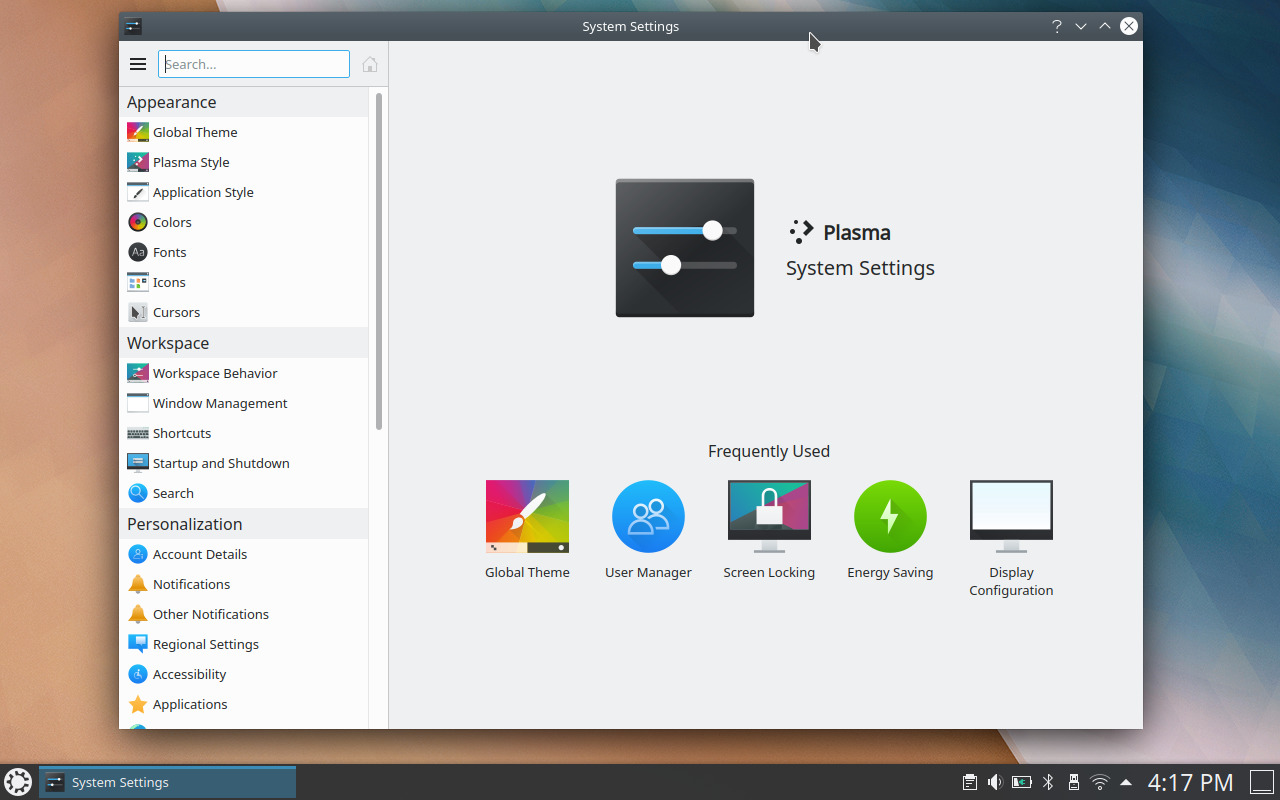 System Settings
Search...
Appearance
Global Theme
Plasma Style
Application Style
Colors
Aa Fonts
Icons
Cursors
Workspace
Workspace Behavior
Window Management
Shortcuts
Startup and Shutdown
Search
Personalization
Account Details
Notifications
Other Notifications
Regional Settings
Accessibility
Applications
Plasma
System Settings
Frequently Used
Global Theme
User Manager
Screen Locking
Energy Saving
Display
Configuration
System Settings
4:17 PM